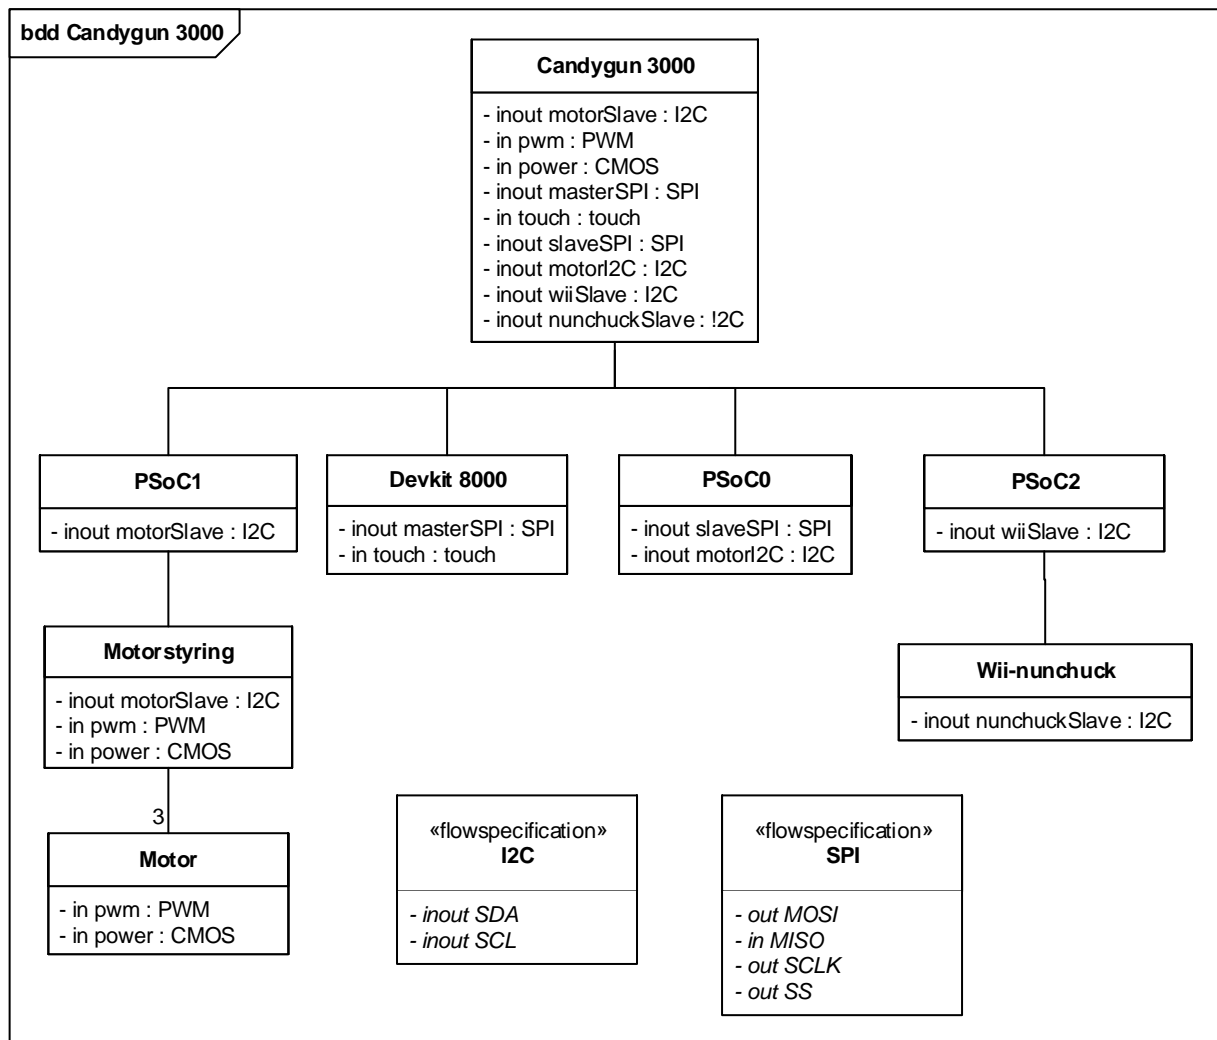 bdd Candygun 3000
Candygun 3000
- inout motorSlave : I2C
- in pwm : PWM
- in power : CMOS
- inout masterSPI : SPI
- in touch : touch
- inout slaveSPI : SPI
- inout motorI2C : I2C
- inout wiiSlave : I2C
- inout nunchuckSlave : !2C
PSoC1
- inout motorSlave : I2C
Devkit 8000
- inout masterSPI : SPI
- in touch : touch
PSoC0
- inout slaveSPI : SPI
- inout motorI2C : I2C
PSoC2
- inout wiiSlave : I2C
Motorstyring
- inout motorSlave : I2C
- in pwm : PWM
- in power : CMOS
Wii-nunchuck
- inout nunchuckSlave : I2C
3
Motor
- in pwm : PWM
- in power : CMOS
«flowspecification»
I2C
- inout SDA
- inout SCL
«flowspecification»
SPI
- out MOSI
- in MISO
- out SCLK
- out SS